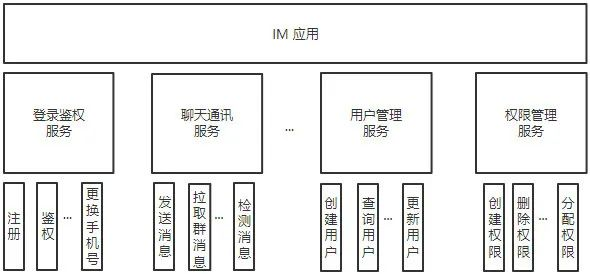 IM 应用
登录鉴权
服务
聊天通讯
服务
...
用户管理
服务
权限管理
服务
注册
鉴权
...
更换手机号
发送消息
拉取群消息
...
检测消息
创建用户
查询用户
...
更新用户
创建权限
删除权限
...
分配权限